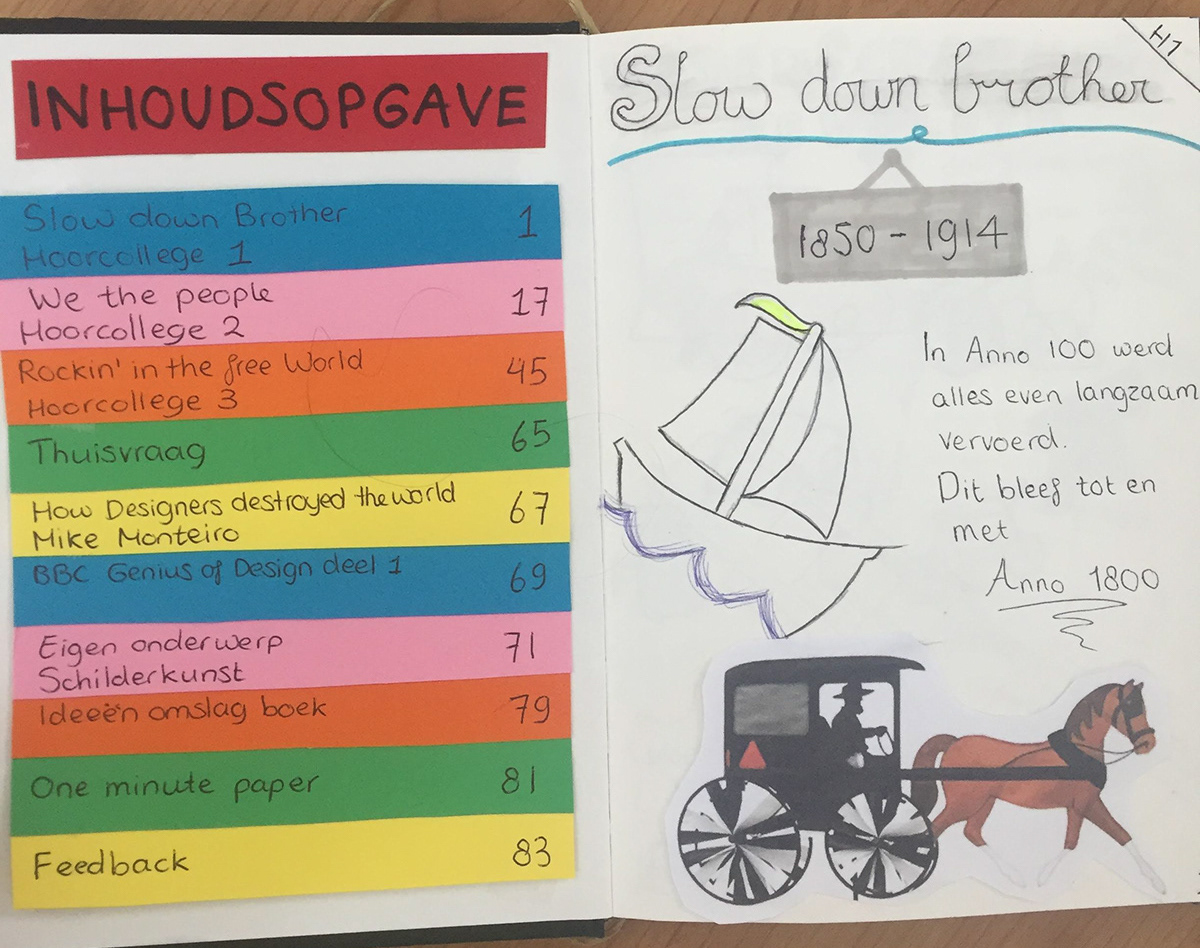 INHOUDSOPGAVE
Slow down Brother 1
Hoorcollege 1
We the people 17
Hoorcollege 2
Rockin' in the free World 45
Hoorcollege 3
Thuisvraag 65
How Designers destroyed the world 67
Mike Monteiro
BBC Genius of Design deel 1 69
Eigen onderwerp 71
Schilderkunst
Ideeën omslag boek 79
One minute paper 81
Feedback 83
H1
Slow down brother
1850 - 1914
In Anno 100 werd
alles even langzaam
vervoerd.
Dit bleef tot en
met
Anno 1800